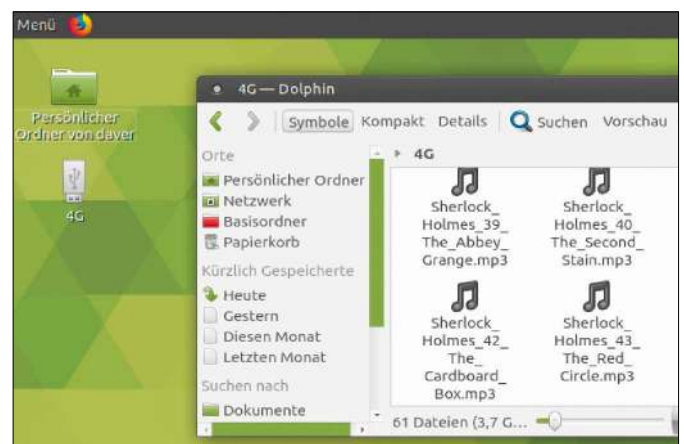 Menü
Persönlicher
Ordner von daver
4G
4G — Dolphin
Symbole Kompakt Details Suchen Vorschau
Orte
Persönlicher Ordner
Netzwerk
Basisordner
Papierkorb
Kürzlich Gespeicherte
Heute
Gestern
Diesen Monat
Letzten Monat
Suchen nach
Dokumente
4G
Sherlock_
Holmes_39_
The_Abbey_
Grange.mp3
Sherlock_
Holmes_40_
The_Second_
Stain.mp3
Sherlock_
Holmes_42_
The_
Cardboard_
Box.mp3
Sherlock_
Holmes_43_
The_Red_
Circle.mp3
61 Dateien (3,7 G...